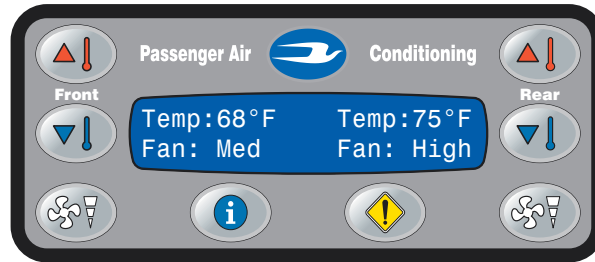 Passenger Air Conditioning
Front Rear
Temp:68°F Temp:75°F
Fan: Med Fan: High
i
!